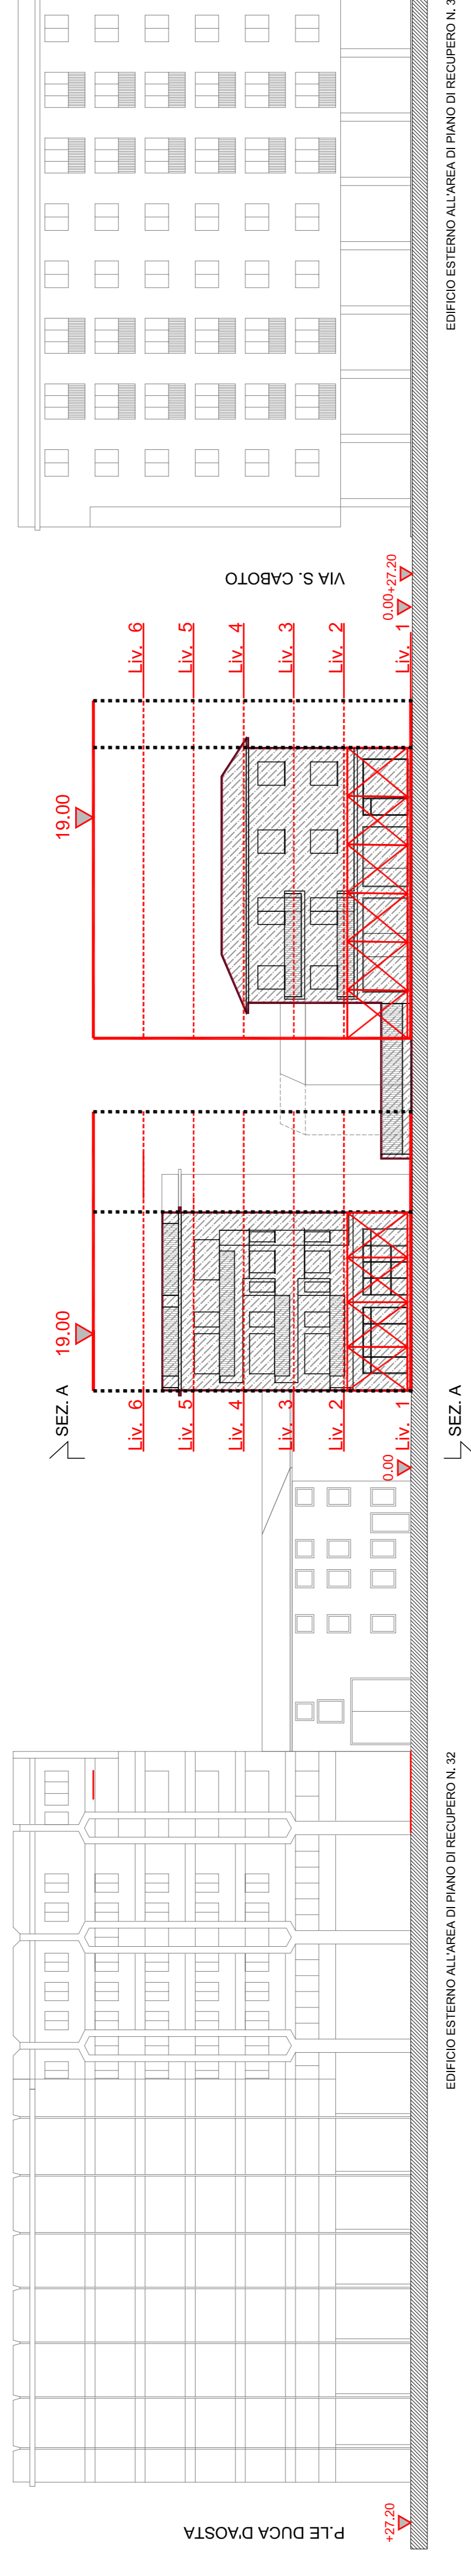 EDIFICIO ESTERNO ALL'AREA DI PIANO DI RECUPERO N. 3
VIA S. CABOTO
+27.20
0.00
Liv. 6
Liv. 5
Liv. 4
Liv. 3
Liv. 2
Liv. 1
19.00
19.00
SEZ. A
SEZ. A
Liv. 6
Liv. 5
Liv. 4
Liv. 3
Liv. 2
Liv. 1
0.00
EDIFICIO ESTERNO ALL'AREA DI PIANO DI RECUPERO N. 32
P.LE DUCA D'AOSTA
+27.20